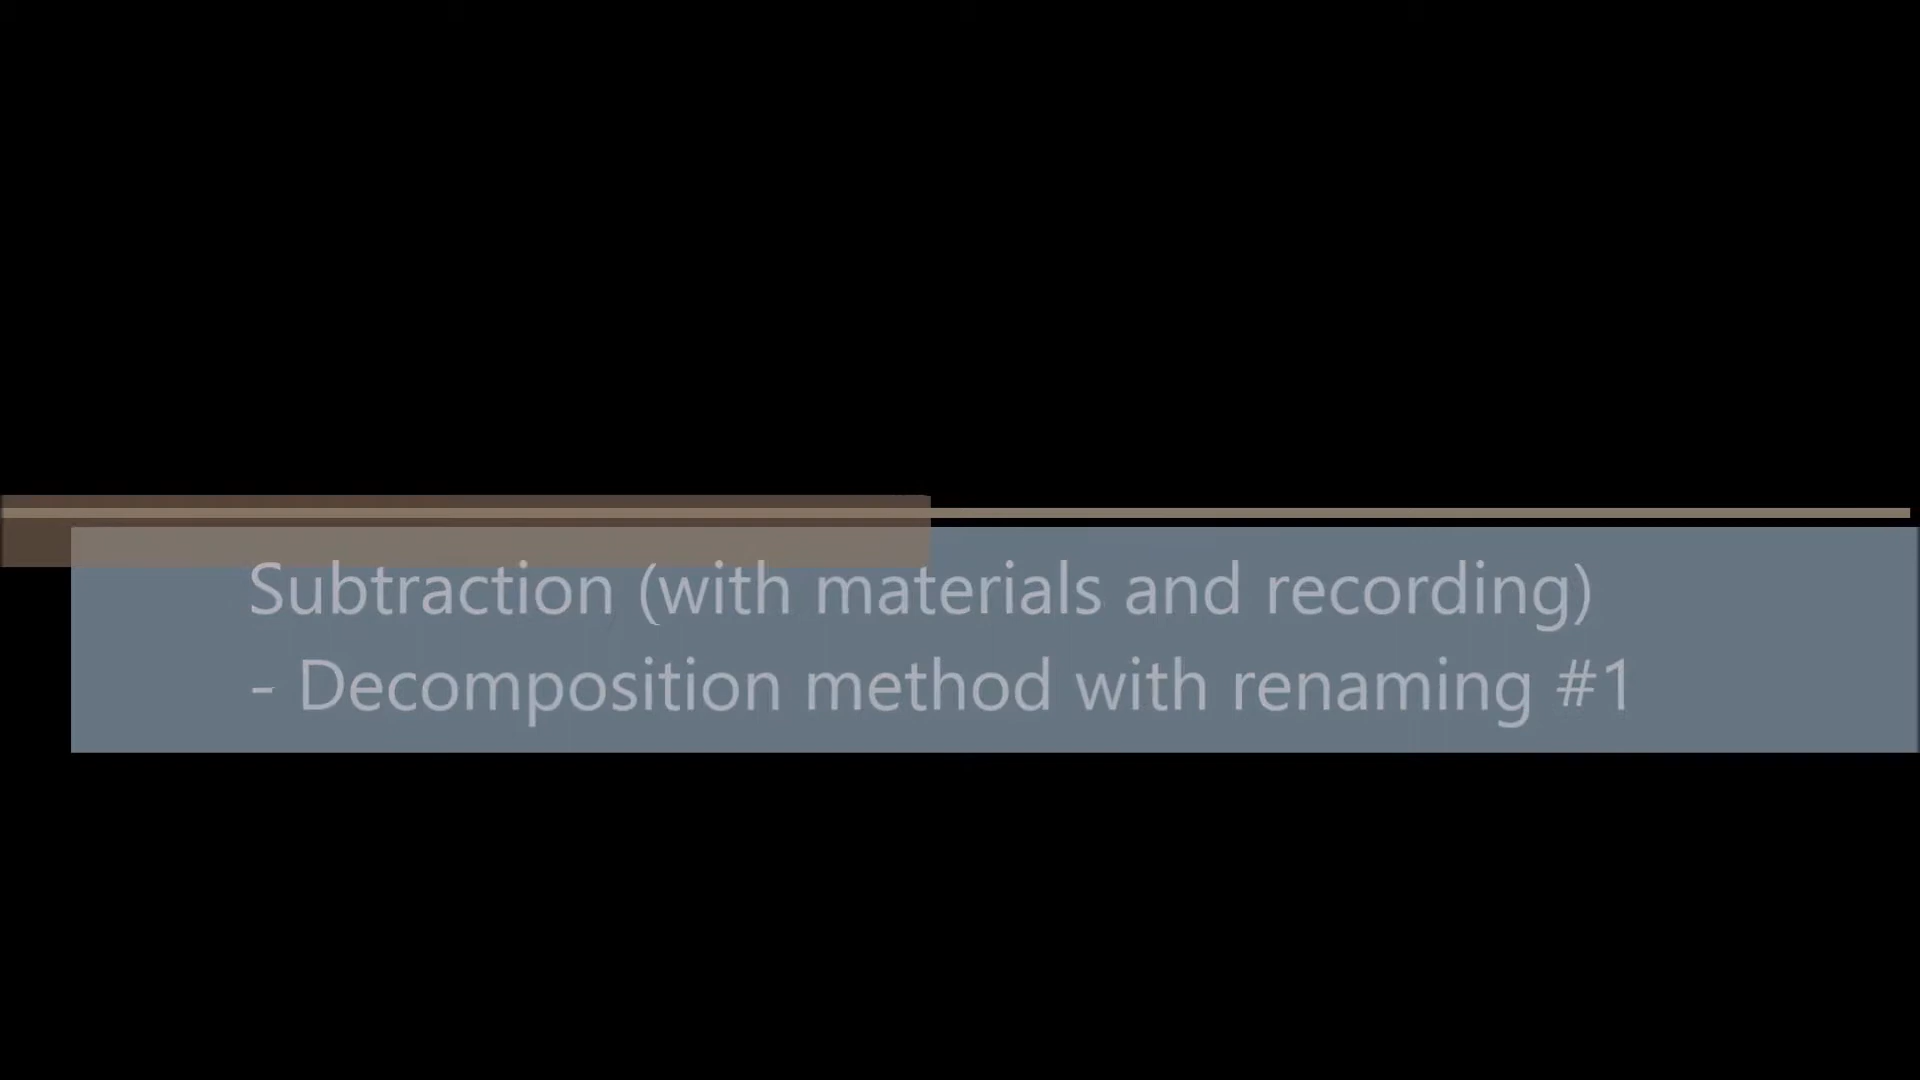 Subtraction (with materials and recording)
- Decomposition method with renaming #1